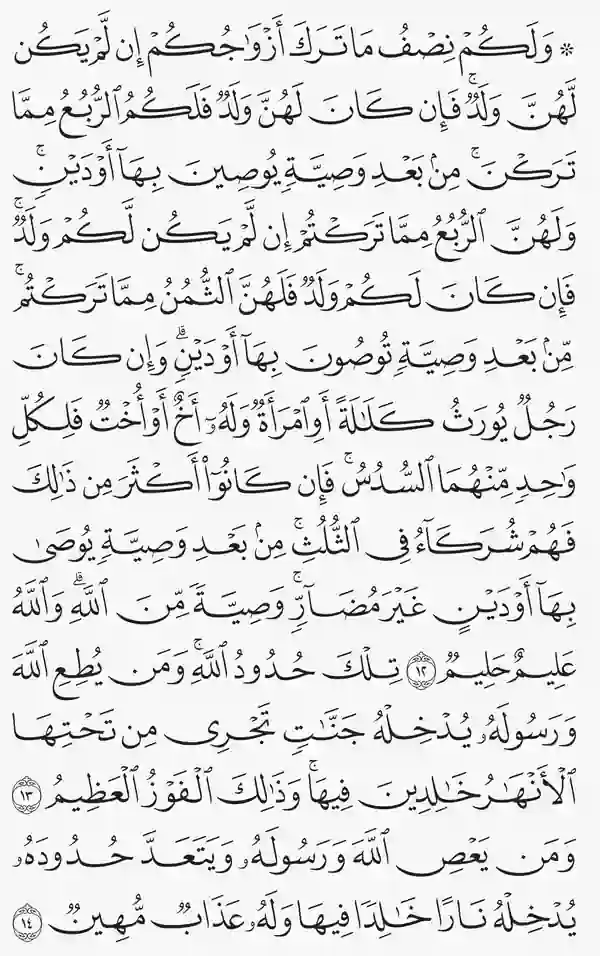 ۞ وَلَكُمۡ نِصۡفُ مَا تَرَكَ أَزۡوَٰجُكُمۡ إِن لَّمۡ يَكُن
لَّهُنَّ وَلَدٞۚ فَإِن كَانَ لَهُنَّ وَلَدٞ فَلَكُمُ ٱلرُّبُعُ مِمَّا
تَرَكۡنَۚ مِنۢ بَعۡدِ وَصِيَّةٖ يُوصِينَ بِهَآ أَوۡ دَيۡنٖۚ
وَلَهُنَّ ٱلرُّبُعُ مِمَّا تَرَكۡتُمۡ إِن لَّمۡ يَكُن لَّكُمۡ وَلَدٞۚ
فَإِن كَانَ لَكُمۡ وَلَدٞ فَلَهُنَّ ٱلثُّمُنُ مِمَّا تَرَكۡتُمۚ
مِّنۢ بَعۡدِ وَصِيَّةٖ تُوصُونَ بِهَآ أَوۡ دَيۡنٖۗ وَإِن كَانَ
رَجُلٞ يُورَثُ كَلَٰلَةً أَوِ ٱمۡرَأَةٞ وَلَهُۥٓ أَخٌ أَوۡ أُخۡتٞ فَلِكُلِّ
وَٰحِدٖ مِّنۡهُمَا ٱلسُّدُسُۚ فَإِن كَانُوٓاْ أَكۡثَرَ مِن ذَٰلِكَ
فَهُمۡ شُرَكَآءُ فِي ٱلثُّلُثِۚ مِنۢ بَعۡدِ وَصِيَّةٖ يُوصَىٰ
بِهَآ أَوۡ دَيۡنٍ غَيۡرَ مُضَآرّٖۚ وَصِيَّةٗ مِّنَ ٱللَّهِۗ وَٱللَّهُ
عَلِيمٌ حَلِيمٞ ١٢ تِلۡكَ حُدُودُ ٱللَّهِۚ وَمَن يُطِعِ ٱللَّهَ
وَرَسُولَهُۥ يُدۡخِلۡهُ جَنَّٰتٖ تَجۡرِي مِن تَحۡتِهَا
ٱلۡأَنۡهَٰرُ خَٰلِدِينَ فِيهَاۚ وَذَٰلِكَ ٱلۡفَوۡزُ ٱلۡعَظِيمُ ١٣
وَمَن يَعۡصِ ٱللَّهَ وَرَسُولَهُۥ وَيَتَعَدَّ حُدُودَهُۥ
يُدۡخِلۡهُ نَارًا خَٰلِدٗا فِيهَا وَلَهُۥ عَذَابٞ مُّهِينٞ ١٤